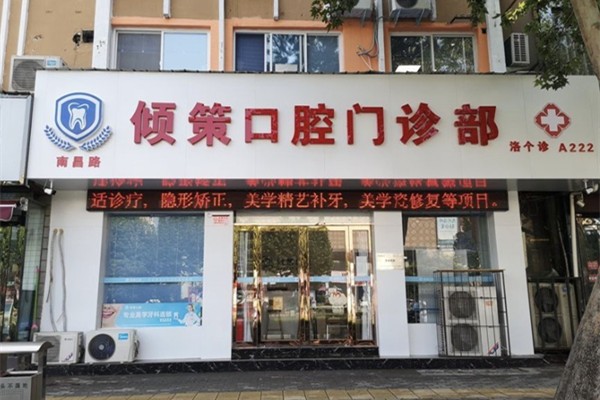 倾策口腔门诊部
南昌路
洛个诊 A222
适诊疗，隐形矫正，美学精艺补牙，美学瓷修复等项目。